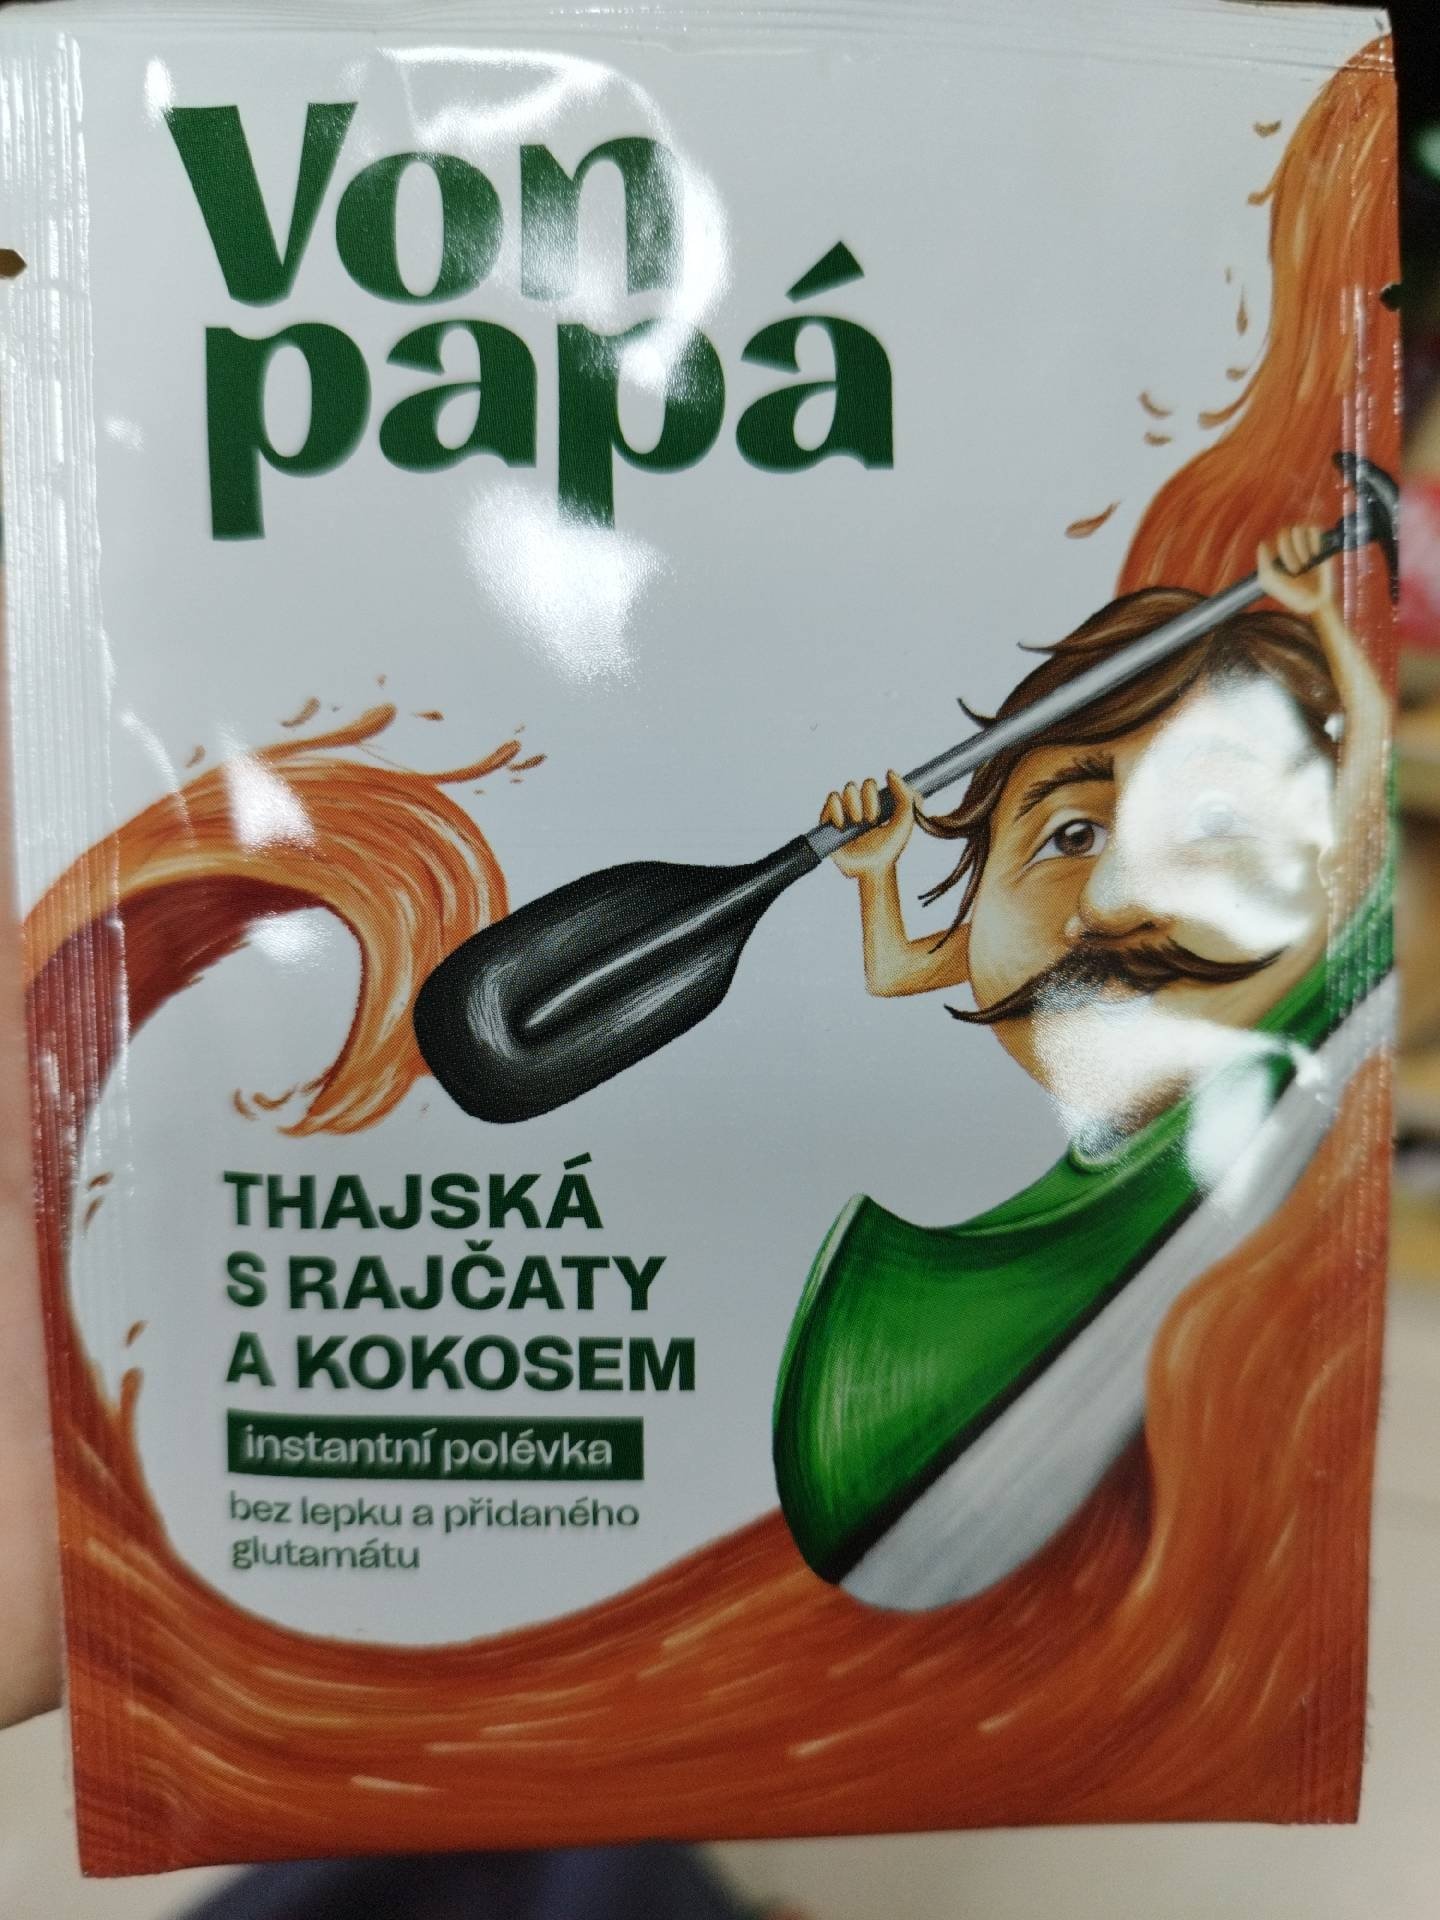 Von
papá
THAJSKÁ
S RAJČATY
A KOKOSEM
instantní polévka
bez lepku a přidaného
glutamátu